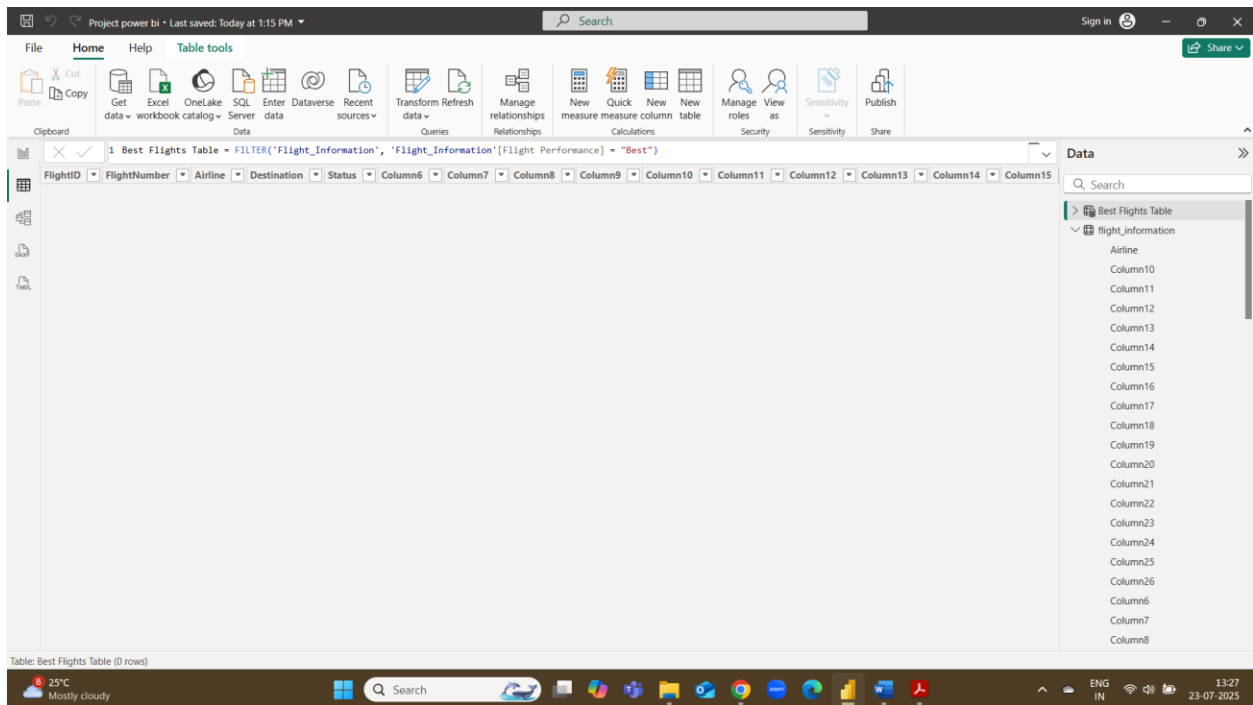 Project power bi • Last saved: Today at 1:15 PM
Search
Sign in
File Home Help Table tools
Share
Paste
Cut
Copy
Get data
Excel workbook
OneLake catalog
SQL Server
Enter data
Dataverse
Recent sources
Transform data
Refresh
Manage relationships
New measure
Quick measure
New column
New table
Manage roles
View as
Sensitivity
Publish
Clipboard Data Queries Relationships Calculations Security Sensitivity Share
1 Best Flights Table = FILTER('Flight_Information', 'Flight_Information'[Flight Performance] = "Best")
FlightID FlightNumber Airline Destination Status Column6 Column7 Column8 Column9 Column10 Column11 Column12 Column13 Column14 Column15
Data
Search
Best Flights Table
flight_information
Airline
Column10
Column11
Column12
Column13
Column14
Column15
Column16
Column17
Column18
Column19
Column20
Column21
Column22
Column23
Column24
Column25
Column26
Column6
Column7
Column8
Table: Best Flights Table (0 rows)
8
25°C
Mostly cloudy
Search
ENG
IN
13:27
23-07-2025